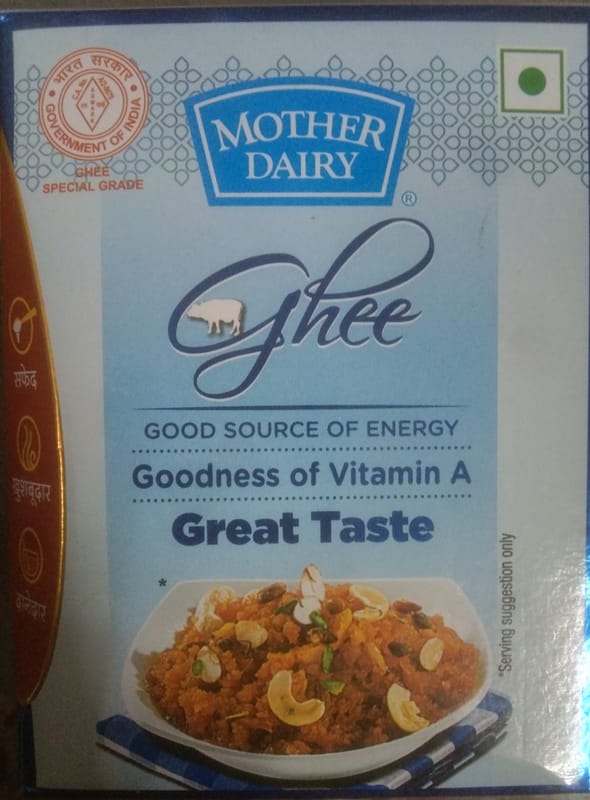 भारत सरकार
GOVERNMENT OF INDIA
AGMARK
GHEE
SPECIAL GRADE
MOTHER
DAIRY
®
Ghee
सफेद
खुशबूदार
दानेदार
GOOD SOURCE OF ENERGY
Goodness of Vitamin A
Great Taste
*
*Serving suggestion only